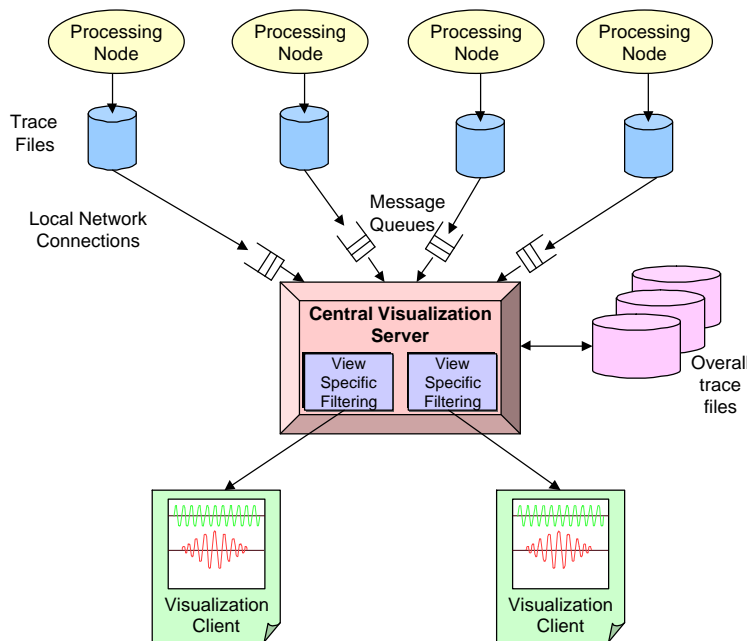 Processing
Node
Processing
Node
Processing
Node
Processing
Node
Trace
Files
Message
Queues
Local Network
Connections
Central Visualization
Server
View
Specific
Filtering
View
Specific
Filtering
Overall
trace
files
Visualization
Client
Visualization
Client